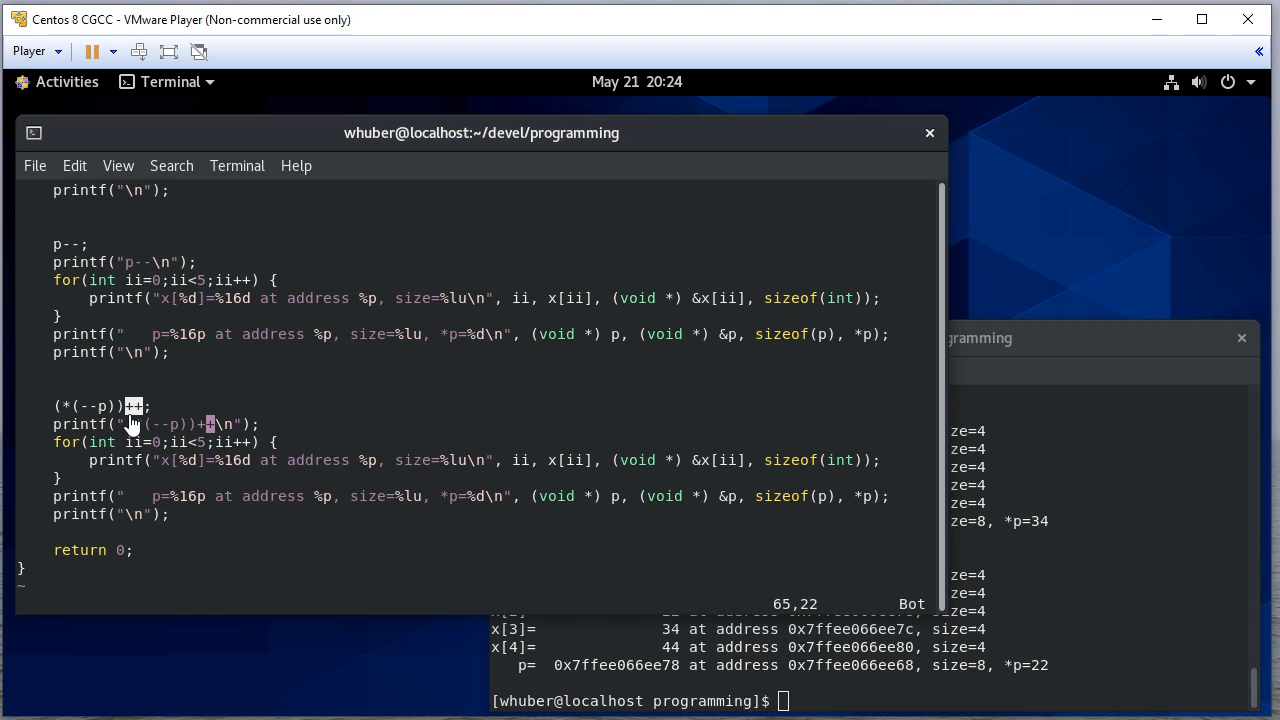 Centos 8 CGCC - VMware Player (Non-commercial use only)
Player
«
Activities Terminal May 21 20:24
whuber@localhost:~/devel/programming
File Edit View Search Terminal Help
printf("\n");
p--;
printf("p--\n");
for(int ii=0;ii<5;ii++) {
printf("x[%d]=%16d at address %p, size=%lu\n", ii, x[ii], (void *) &x[ii], sizeof(int));
}
printf("   p=%16p at address %p, size=%lu, *p=%d\n", (void *) p, (void *) &p, sizeof(p), *p);
printf("\n");
(*(--p))++;
printf(" (--p))++\n");
for(int ii=0;ii<5;ii++) {
printf("x[%d]=%16d at address %p, size=%lu\n", ii, x[ii], (void *) &x[ii], sizeof(int));
}
printf("   p=%16p at address %p, size=%lu, *p=%d\n", (void *) p, (void *) &p, sizeof(p), *p);
printf("\n");
return 0;
}
~
65,22 Bot
gramming
ze=4
ze=4
ze=4
ze=4
ze=4
ze=8, *p=34
ze=4
ze=4
ze=4
x[3]= 34 at address 0x7ffee066ee7c, size=4
x[4]= 44 at address 0x7ffee066ee80, size=4
p= 0x7ffee066ee78 at address 0x7ffee066ee68, size=8, *p=22
[whuber@localhost programming]$